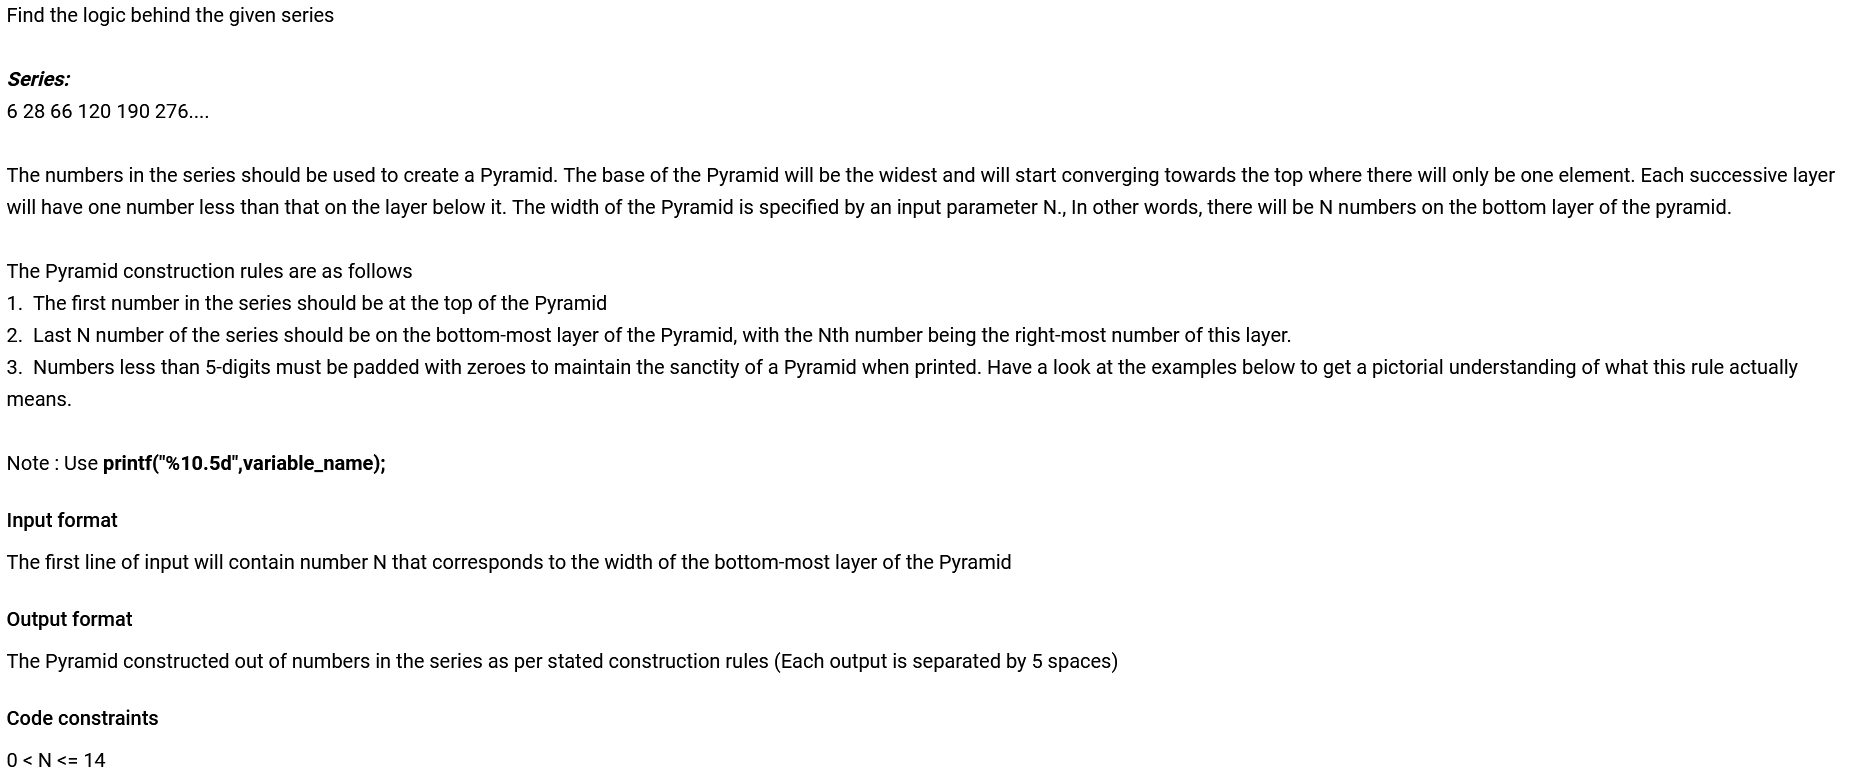 Find the logic behind the given series
Series:
6 28 66 120 190 276....
The numbers in the series should be used to create a Pyramid. The base of the Pyramid will be the widest and will start converging towards the top where there will only be one element. Each successive layer
will have one number less than that on the layer below it. The width of the Pyramid is specified by an input parameter N., In other words, there will be N numbers on the bottom layer of the pyramid.
The Pyramid construction rules are as follows
1. The first number in the series should be at the top of the Pyramid
2. Last N number of the series should be on the bottom-most layer of the Pyramid, with the Nth number being the right-most number of this layer.
3. Numbers less than 5-digits must be padded with zeroes to maintain the sanctity of a Pyramid when printed. Have a look at the examples below to get a pictorial understanding of what this rule actually
means.
Note : Use printf("%10.5d",variable_name);
Input format
The first line of input will contain number N that corresponds to the width of the bottom-most layer of the Pyramid
Output format
The Pyramid constructed out of numbers in the series as per stated construction rules (Each output is separated by 5 spaces)
Code constraints
0 < N <= 14